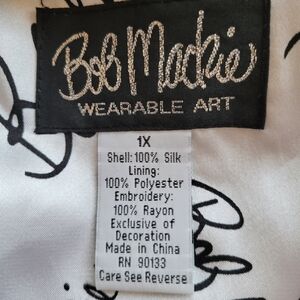 Bob Mackie
WEARABLE ART
1X
Shell: 100% Silk
Lining:
100% Polyester
Embroidery:
100% Rayon
Exclusive of
Decoration
Made in China
RN 90133
Care See Reverse